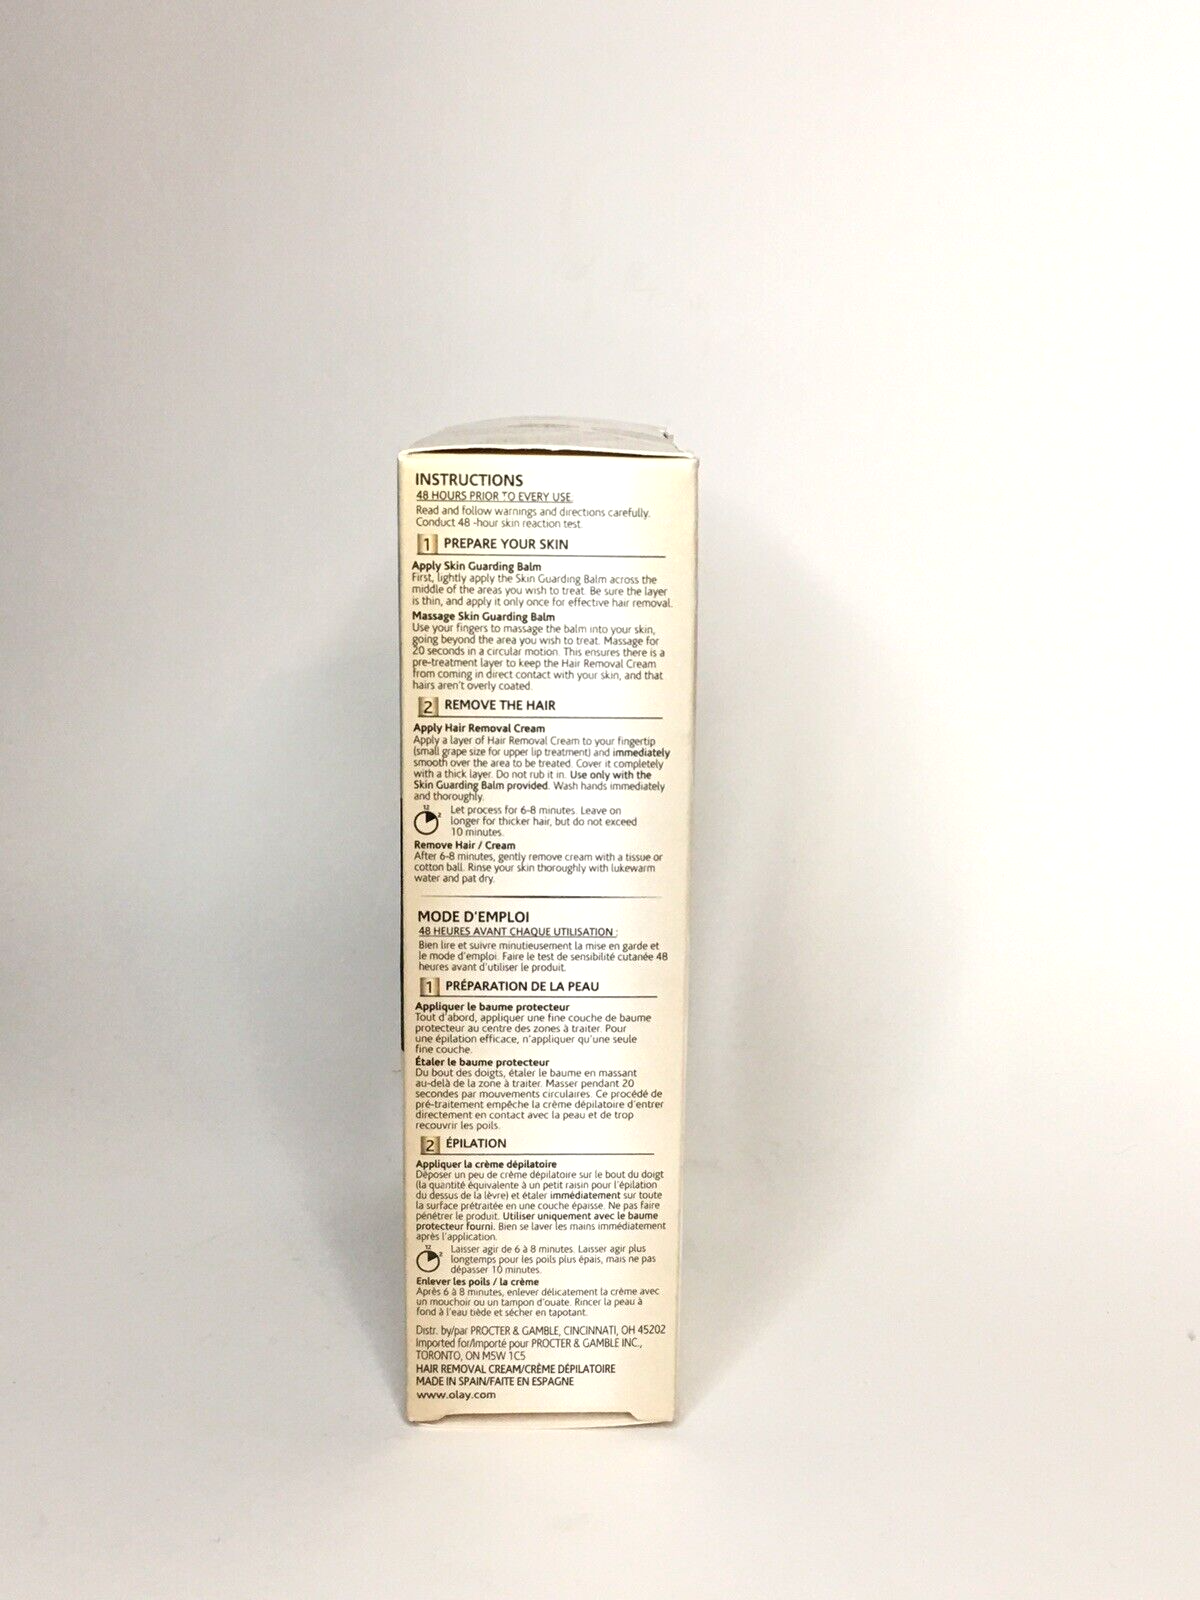 INSTRUCTIONS
48 HOURS PRIOR TO EVERY USE
Read and follow warnings and directions carefully.
Conduct 48 -hour skin reaction test.
1 PREPARE YOUR SKIN
Apply Skin Guarding Balm
First, lightly apply the Skin Guarding Balm across the
middle of the areas you wish to treat. Be sure the layer
is thin, and apply it only once for effective hair removal.
Massage Skin Guarding Balm
Use your fingers to massage the balm into your skin,
going beyond the area you wish to treat. Massage for
20 seconds in a circular motion. This ensures there is a
pre-treatment layer to keep the Hair Removal Cream
from coming in direct contact with your skin, and that
hairs aren't overly coated.
2 REMOVE THE HAIR
Apply Hair Removal Cream
Apply a layer of Hair Removal Cream to your fingertip
(small grape size for upper lip treatment) and immediately
smooth over the area to be treated. Cover it completely
with a thick layer. Do not rub it in. Use only with the
Skin Guarding Balm provided. Wash hands immediately
and thoroughly.
12
2
Let process for 6-8 minutes. Leave on
longer for thicker hair, but do not exceed
10 minutes.
Remove Hair / Cream
After 6-8 minutes, gently remove cream with a tissue or
cotton ball. Rinse your skin thoroughly with lukewarm
water and pat dry.
MODE D'EMPLOI
48 HEURES AVANT CHAQUE UTILISATION :
Bien lire et suivre minutieusement la mise en garde et
le mode d'emploi. Faire le test de sensibilité cutanée 48
heures avant d'utiliser le produit.
1 PRÉPARATION DE LA PEAU
Appliquer le baume protecteur
Tout d'abord, appliquer une fine couche de baume
protecteur au centre des zones à traiter. Pour
une épilation efficace, n'appliquer qu'une seule
fine couche.
Étaler le baume protecteur
Du bout des doigts, étaler le baume en massant
au-delà de la zone à traiter. Masser pendant 20
secondes par mouvements circulaires. Ce procédé de
pré-traitement empêche la crème dépilatoire d'entrer
directement en contact avec la peau et de trop
recouvrir les poils.
2 ÉPILATION
Appliquer la crème dépilatoire
Déposer un peu de crème dépilatoire sur le bout du doigt
(la quantité équivalente à un petit raisin pour l'épilation
du dessus de la lèvre) et étaler immédiatement sur toute
la surface prétraitée en une couche épaisse. Ne pas faire
pénétrer le produit. Utiliser uniquement avec le baume
protecteur fourni. Bien se laver les mains immédiatement
après l'application.
12
2
Laisser agir de 6 à 8 minutes. Laisser agir plus
longtemps pour les poils plus épais, mais ne pas
dépasser 10 minutes.
Enlever les poils / la crème
Après 6 à 8 minutes, enlever délicatement la crème avec
un mouchoir ou un tampon d'ouate. Rincer la peau à
fond à l'eau tiède et sécher en tapotant.
Distr. by/par PROCTER & GAMBLE, CINCINNATI, OH 45202
Imported for/Importé pour PROCTER & GAMBLE INC.,
TORONTO, ON M5W 1C5
HAIR REMOVAL CREAM/CRÈME DÉPILATOIRE
MADE IN SPAIN/FAITE EN ESPAGNE
www.olay.com